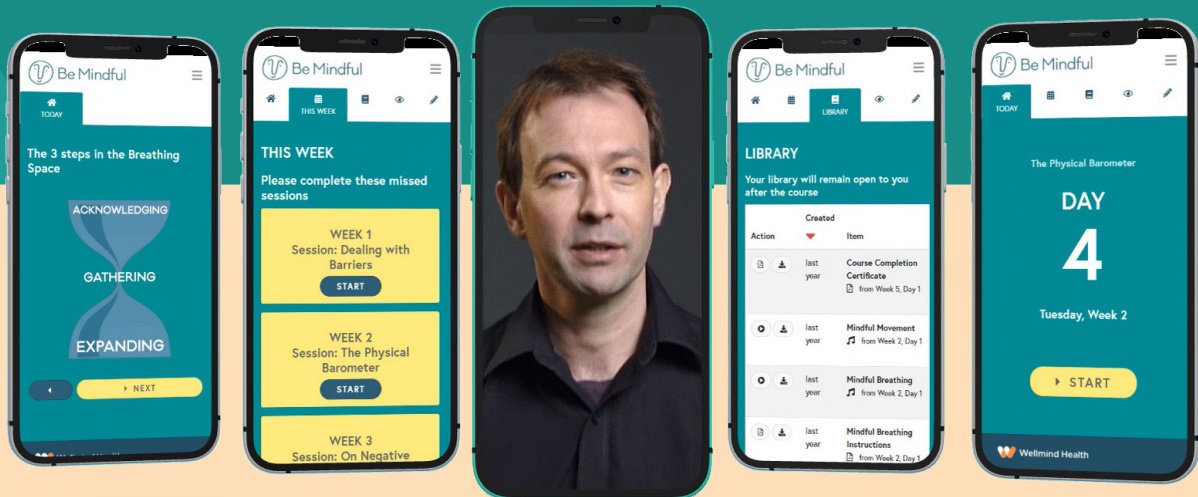 Be Mindful
TODAY
The 3 steps in the Breathing
Space
ACKNOWLEDGING
GATHERING
EXPANDING
NEXT
Be Mindful
THIS WEEK
THIS WEEK
Please complete these missed
sessions
WEEK 1
Session: Dealing with
Barriers
START
WEEK 2
Session: The Physical
Barometer
START
WEEK 3
Session: On Negative
Be Mindful
LIBRARY
LIBRARY
Your library will remain open to you
after the course
Created
Action
Item
last
year
Course Completion
Certificate
from Week 5, Day 1
last
year
Mindful Movement
from Week 2, Day 1
last
year
Mindful Breathing
from Week 2, Day 1
last
year
Mindful Breathing
Instructions
from Week 2, Day 1
Be Mindful
TODAY
The Physical Barometer
DAY
4
Tuesday, Week 2
START
Wellmind Health